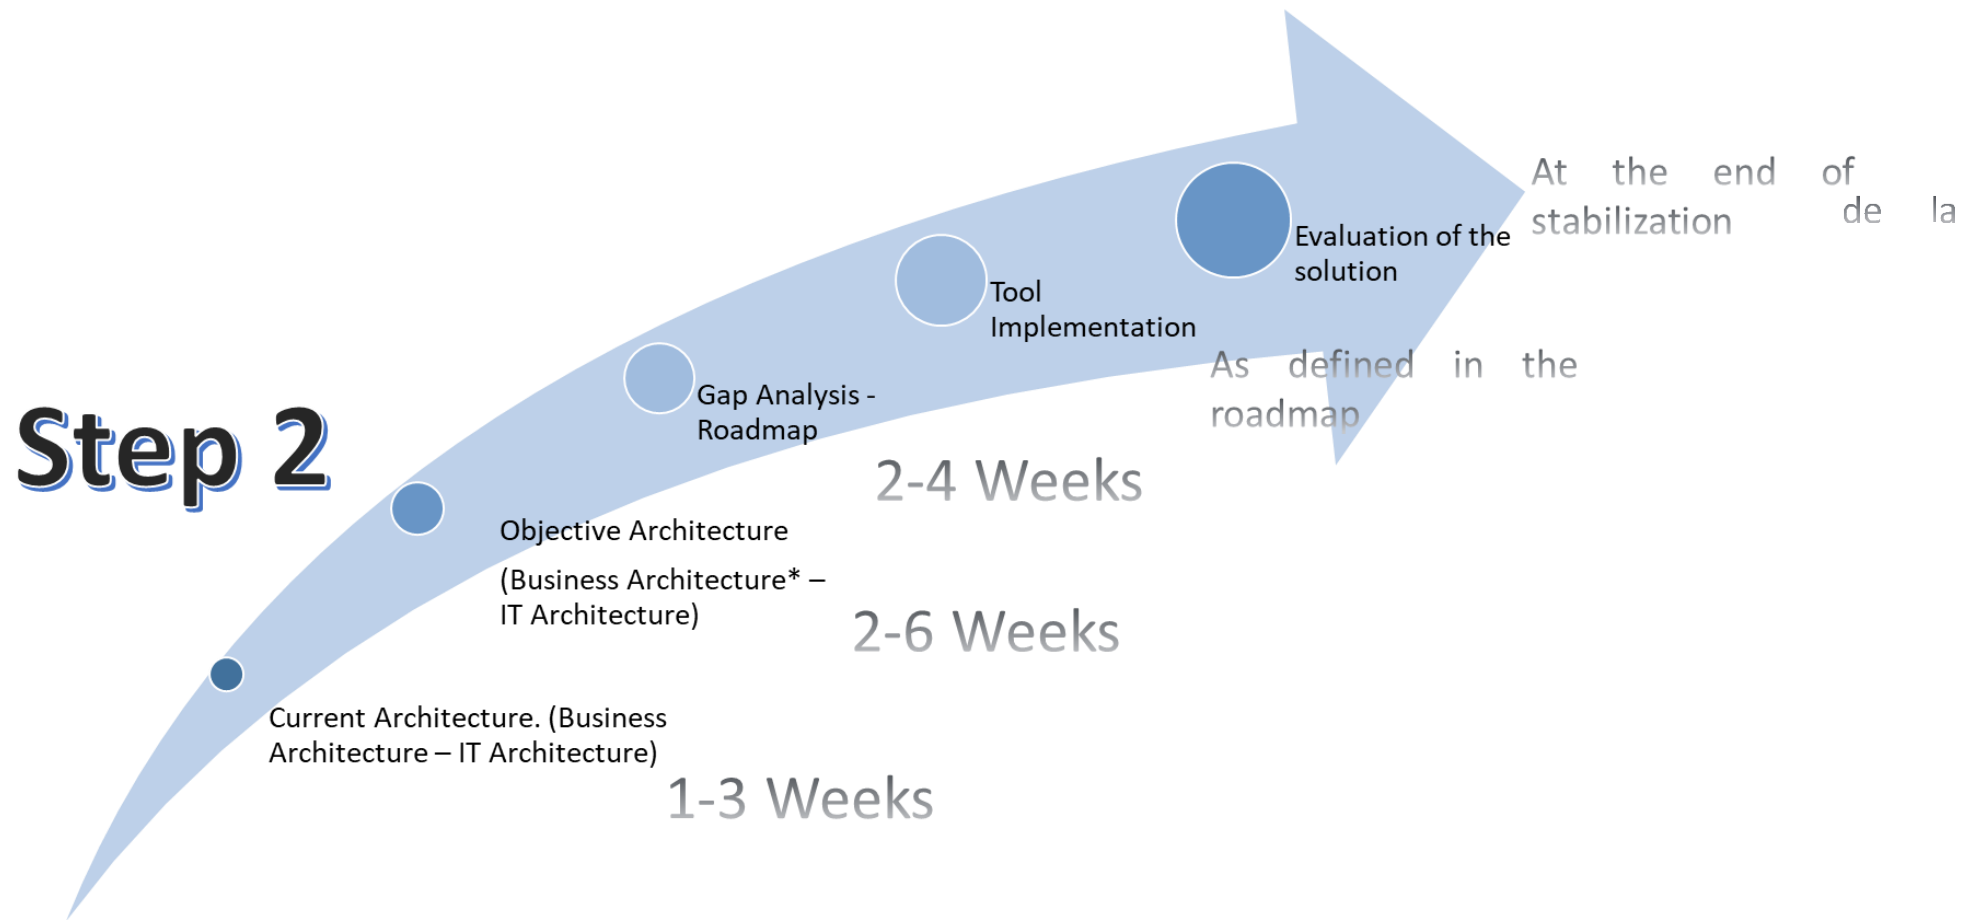 Step 2
Current Architecture. (Business
Architecture – IT Architecture)
1-3 Weeks
Objective Architecture
(Business Architecture* –
IT Architecture)
2-6 Weeks
Gap Analysis -
Roadmap
2-4 Weeks
Tool
Implementation
As defined in the
roadmap
Evaluation of the
solution
At the end of
stabilization de la